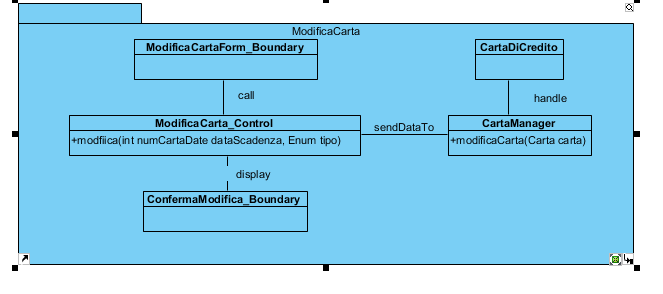 ModificaCarta
ModificaCartaForm_Boundary
CartaDiCredito
call
handle
ModificaCarta_Control
+modfiica(int numCartaDate dataScadenza, Enum tipo)
sendDataTo
CartaManager
+modificaCarta(Carta carta)
display
ConfermaModifica_Boundary